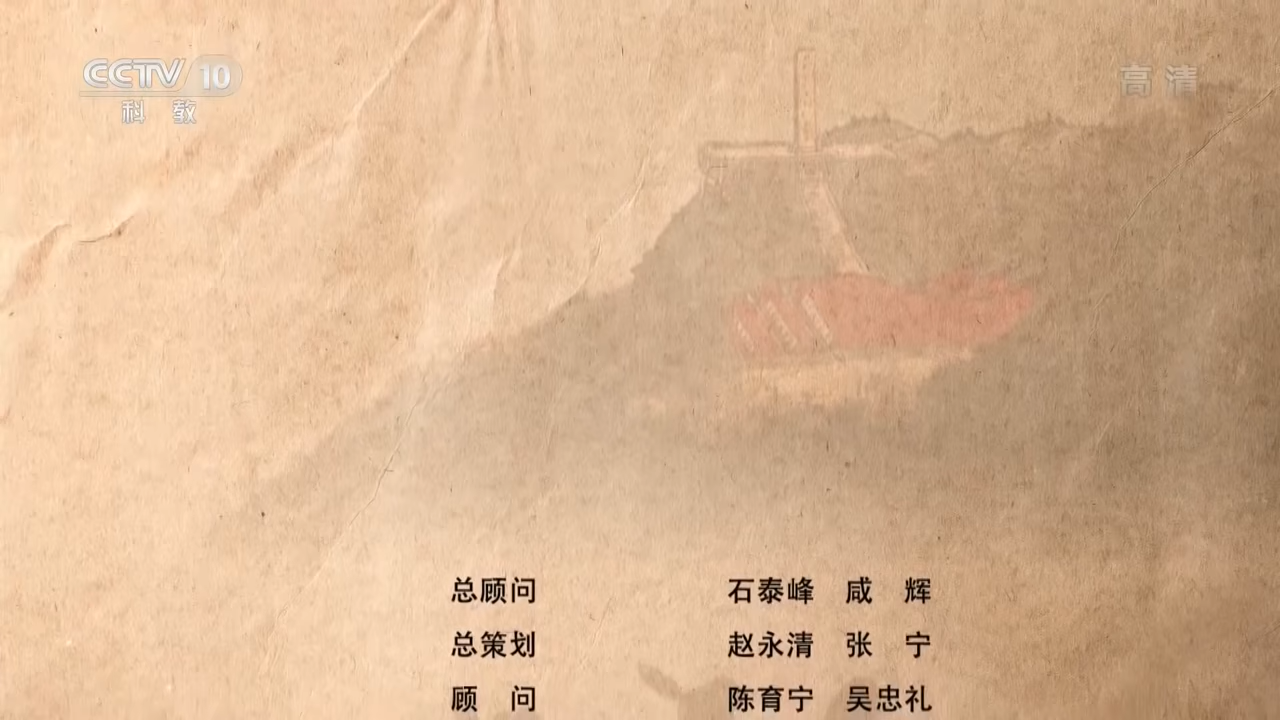 CCTV 10
科教
高清
总顾问 石泰峰 咸 辉
总策划 赵永清 张 宁
顾 问 陈育宁 吴忠礼